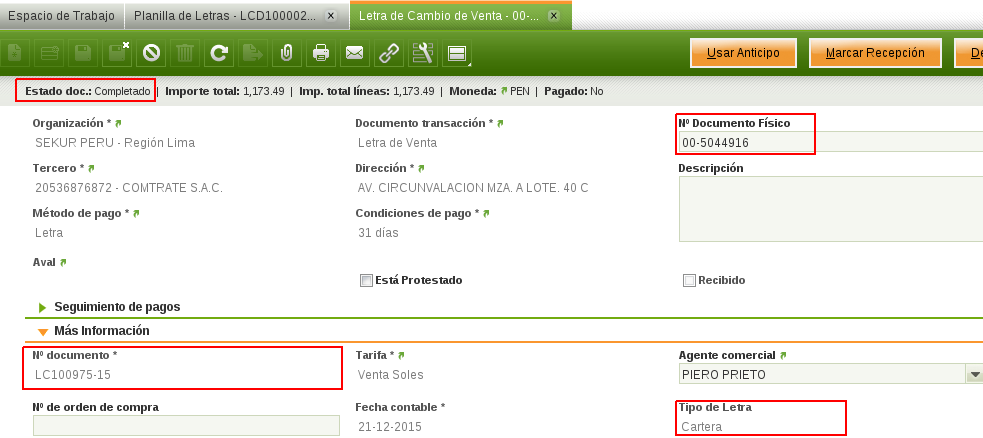 Espacio de Trabajo Planilla de Letras - LCD100002... x Letra de Cambio de Venta - 00-... x
Usar Anticipo Marcar Recepción De
Estado doc.: Completado | Importe total: 1,173.49 | Imp. total líneas: 1,173.49 | Moneda: PEN | Pagado: No
Organización * Documento transacción * Nº Documento Físico
SEKUR PERU - Región Lima Letra de Venta 00-5044916
Tercero * Dirección * Descripción
20536876872 - COMTRATE S.A.C. AV. CIRCUNVALACION MZA. A LOTE. 40 C
Método de pago * Condiciones de pago *
Letra 31 días
Aval
Está Protestado Recibido
Seguimiento de pagos
Más Información
Nº documento * Tarifa * Agente comercial
LC100975-15 Venta Soles PIERO PRIETO
Nº de orden de compra Fecha contable * Tipo de Letra
21-12-2015 Cartera